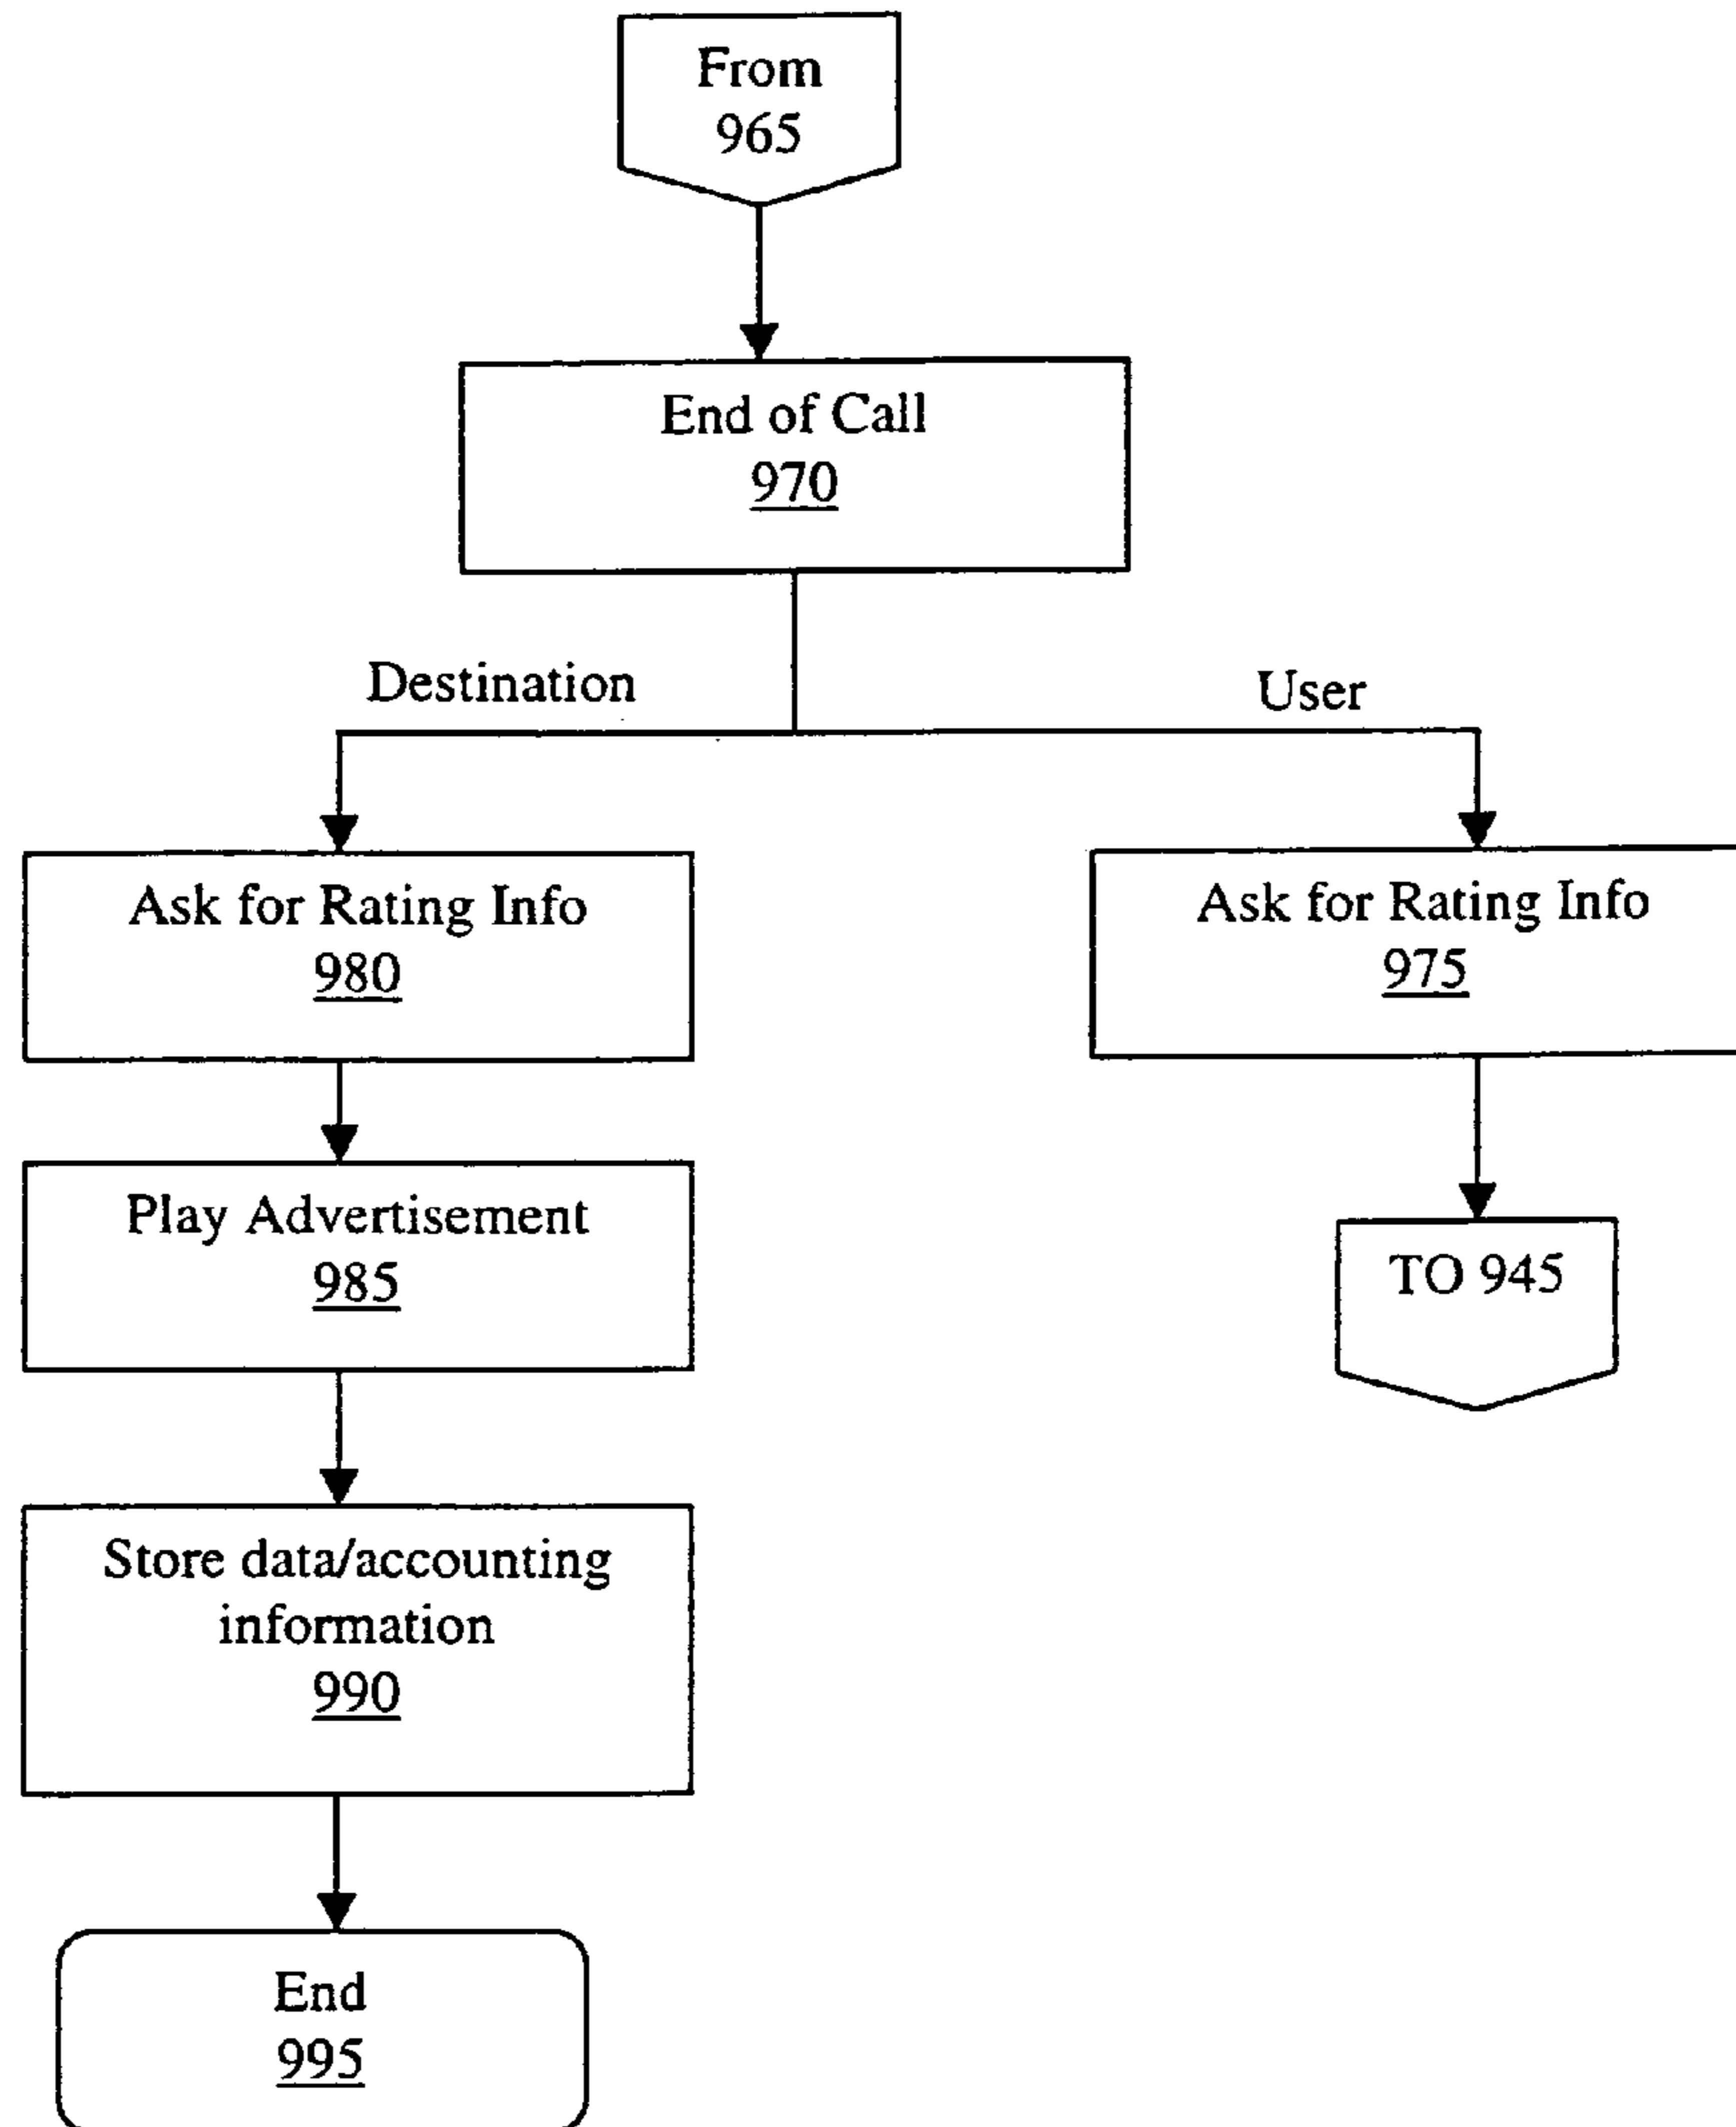 From
965
End of Call
970
Destination
User
Ask for Rating Info
980
Ask for Rating Info
975
Play Advertisement
985
TO 945
Store data/accounting
information
990
End
995